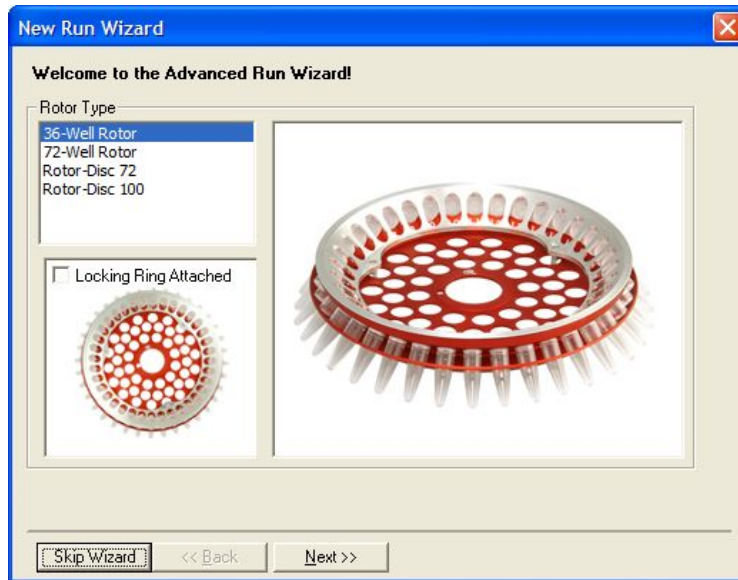 New Run Wizard
Welcome to the Advanced Run Wizard!
Rotor Type
36-Well Rotor
72-Well Rotor
Rotor-Disc 72
Rotor-Disc 100
Locking Ring Attached
Skip Wizard
<< Back
Next >>